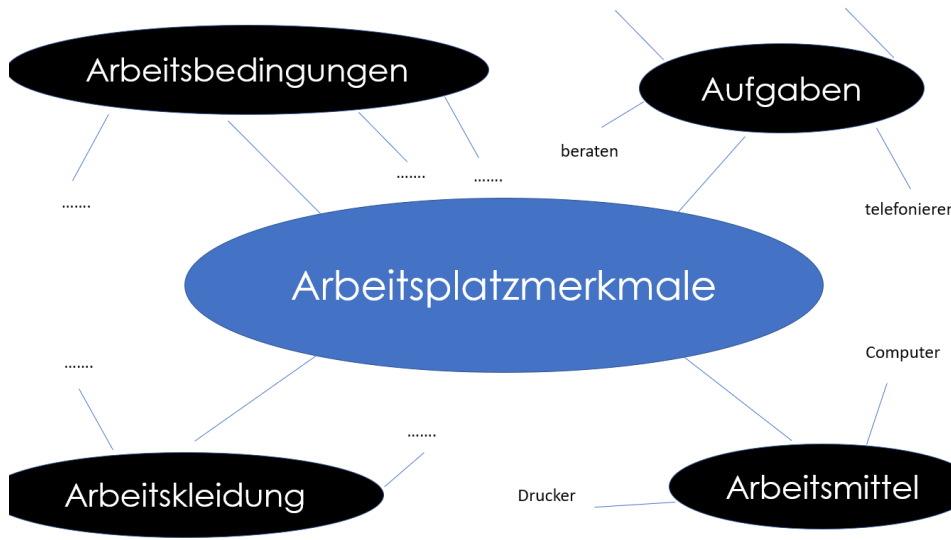 Arbeitsbedingungen
Aufgaben
beraten
.......
.......
.......
telefonieren
Arbeitsplatzmerkmale
.......
Computer
.......
Arbeitskleidung
Drucker
Arbeitsmittel